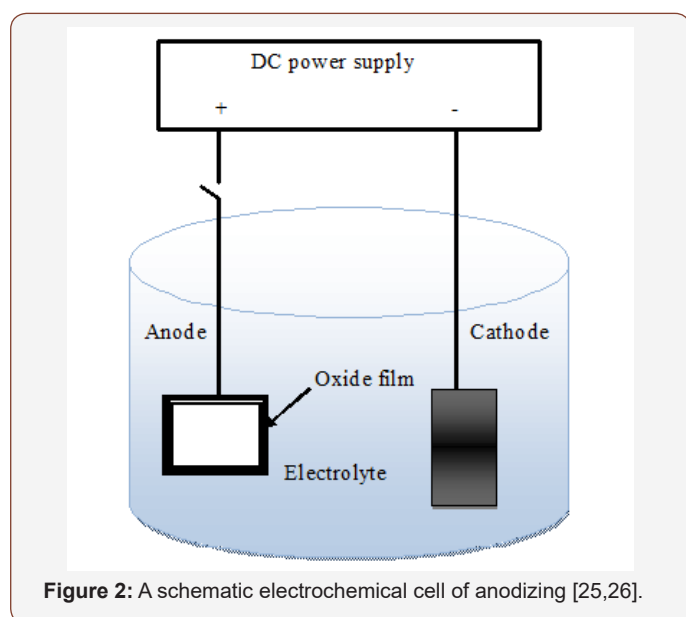 DC power supply
+ -
Anode Cathode
Oxide film
Electrolyte
Figure 2: A schematic electrochemical cell of anodizing [25,26].